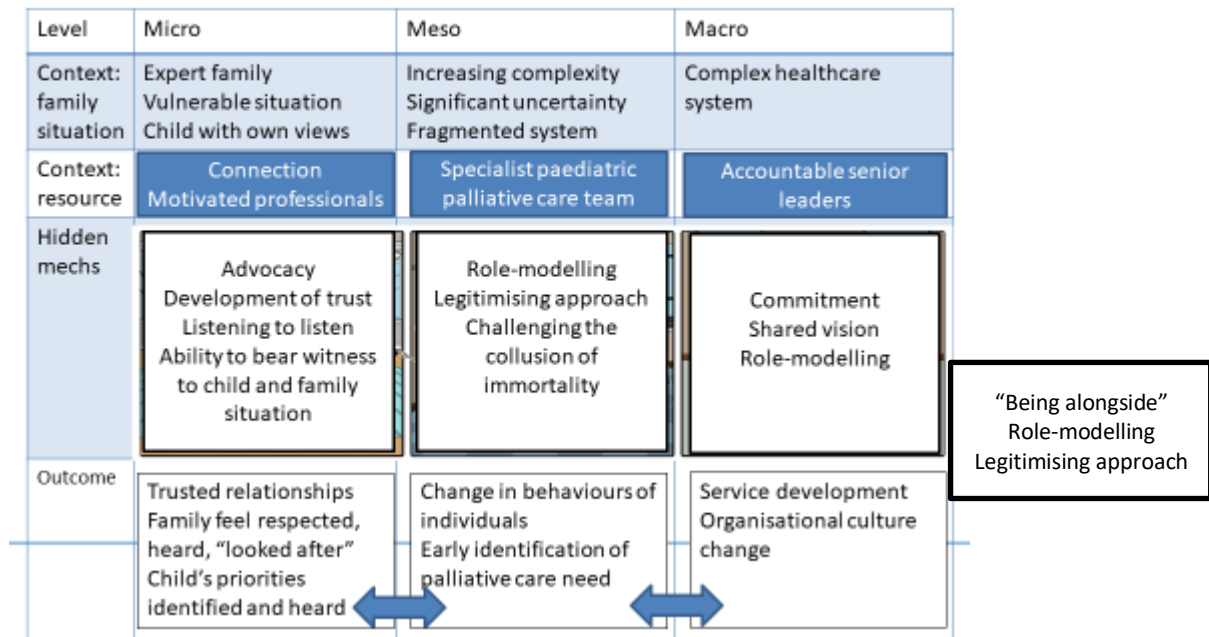 Level
Micro
Meso
Macro
Context:
family
situation
Expert family
Vulnerable situation
Child with own views
Increasing complexity
Significant uncertainty
Fragmented system
Complex healthcare
system
Context:
resource
Connection
Motivated professionals
Specialist paediatric
palliative care team
Accountable senior
leaders
Hidden
mechs
Advocacy
Development of trust
Listening to listen
Ability to bear witness
to child and family
situation
Role-modelling
Legitimising approach
Challenging the
collusion of
immortality
Commitment
Shared vision
Role-modelling
“Being alongside”
Role-modelling
Legitimising approach
Outcome
Trusted relationships
Family feel respected,
heard, “looked after”
Child’s priorities
identified and heard
Change in behaviours of
individuals
Early identification of
palliative care need
Service development
Organisational culture
change